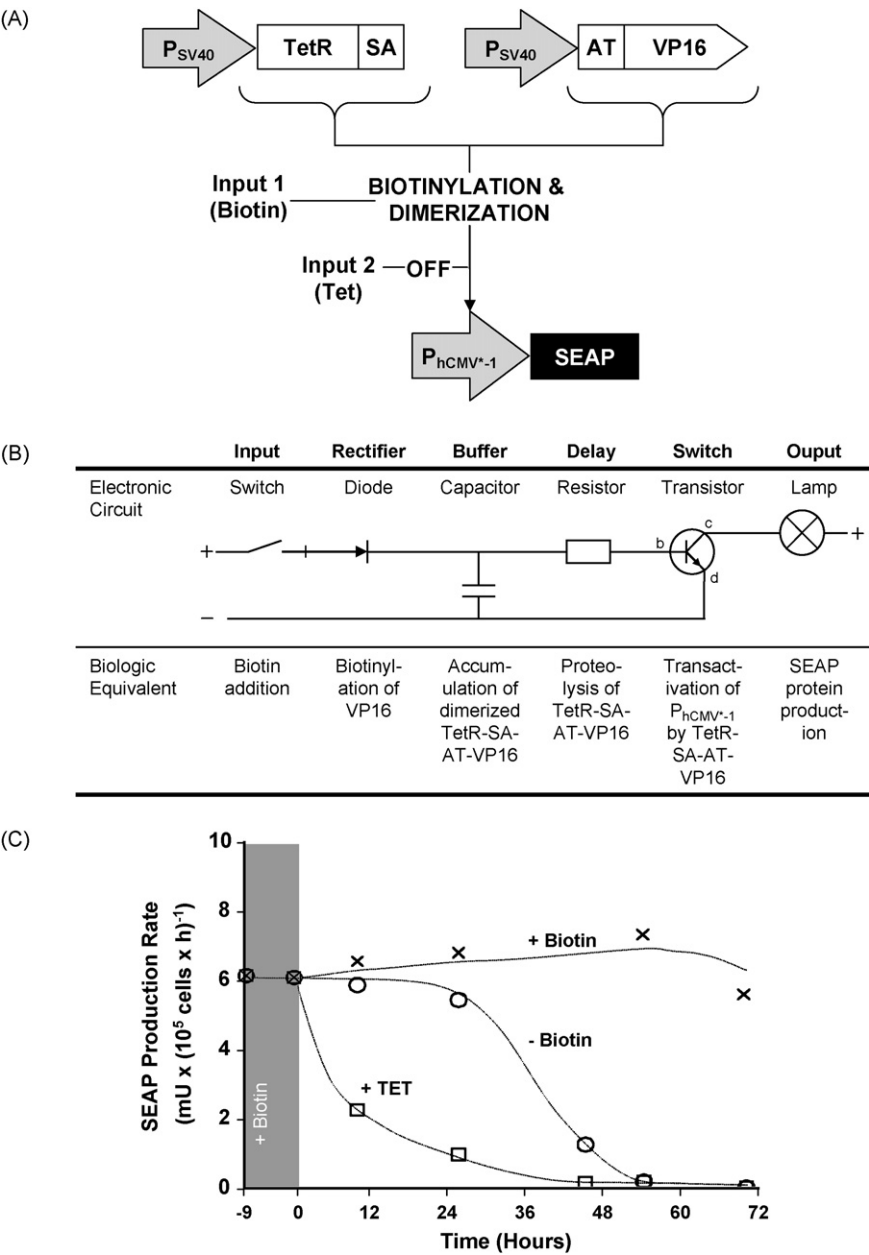 (A)
P_SV40 TetR SA P_SV40 AT VP16
Input 1
(Biotin)
BIOTINYLATION &
DIMERIZATION
Input 2
(Tet)
OFF
P_hCMV*-1 SEAP
(B)
Input Rectifier Buffer Delay Switch Ouput
Electronic
Circuit
Switch Diode Capacitor Resistor Transistor Lamp
+ + b c d +
−
Biologic
Equivalent
Biotin
addition
Biotinyl-
ation of
VP16
Accum-
ulation of
dimerized
TetR-SA-
AT-VP16
Proteo-
lysis of
TetR-SA-
AT-VP16
Transact-
ivation of
P_hCMV*-1
by TetR-
SA-AT-
VP16
SEAP
protein
product-
ion
(C)
SEAP Production Rate
(mU x (10⁵ cells x h)⁻¹)
10
8
6
4
2
0
+ Biotin
+ Biotin
- Biotin
+ TET
-9 0 12 24 36 48 60 72
Time (Hours)